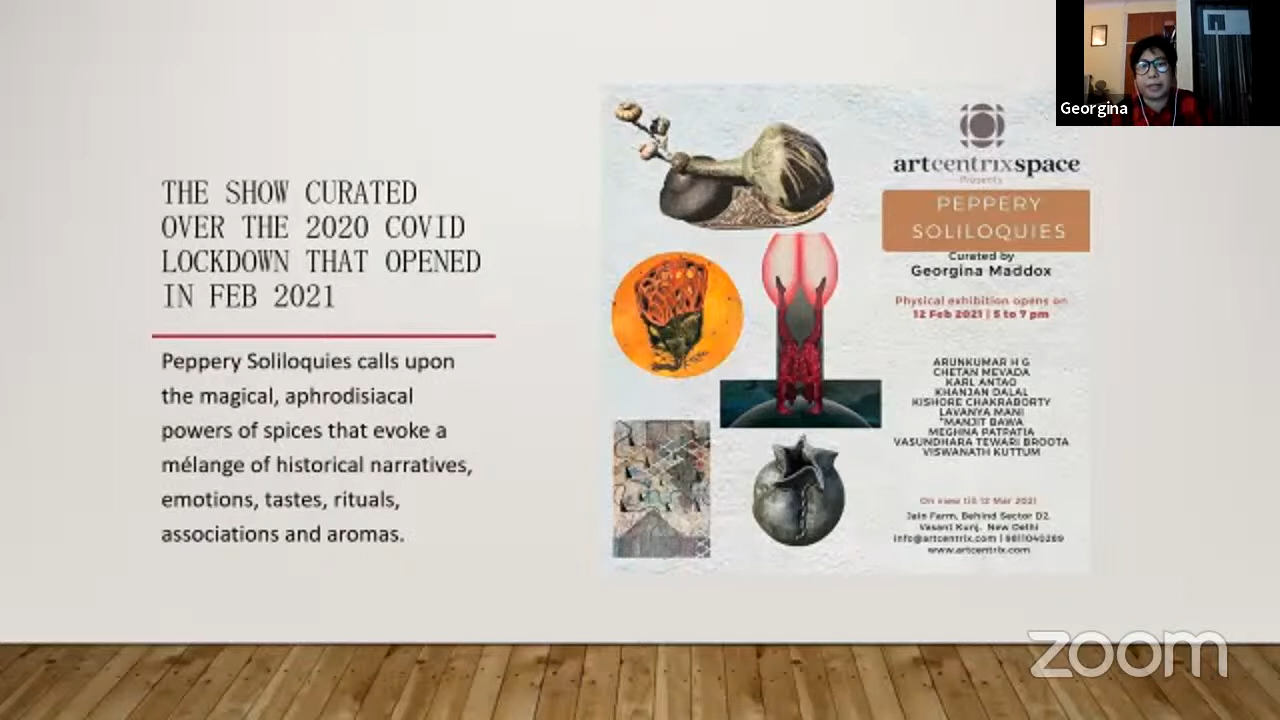 THE SHOW CURATED
OVER THE 2020 COVID
LOCKDOWN THAT OPENED
IN FEB 2021
Peppery Soliloquies calls upon
the magical, aphrodisiacal
powers of spices that evoke a
mélange of historical narratives,
emotions, tastes, rituals,
associations and aromas.
artcentrixspace
Presents
PEPPERY
SOLILOQUIES
Curated by
Georgina Maddox
Physical exhibition opens on
12 Feb 2021 | 5 to 7 pm
ARUNKUMAR H G
CHETAN MEVADA
KARL ANTAO
KHANJAN DALAL
KISHORE CHAKRABORTY
LAVANYA MANI
*MANJIT BAWA
MEGHNA PATPATIA
VASUNDHARA TEWARI BROOTA
VISWANATH KUTTUM
On view till 12 Mar 2021
Jain Farm, Behind Sector D2,
Vasant Kunj, New Delhi
info@artcentrix.com |
www.artcentrix.com
Georgina
zoom